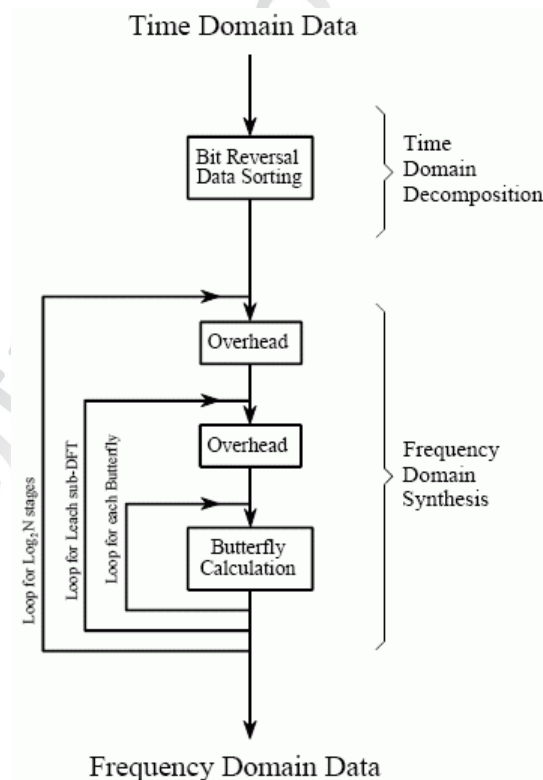 Time Domain Data
Bit Reversal
Data Sorting
Time
Domain
Decomposition
Overhead
Overhead
Butterfly
Calculation
Loop for Log₂N stages
Loop for Leach sub-DFT
Loop for each Butterfly
Frequency
Domain
Synthesis
Frequency Domain Data